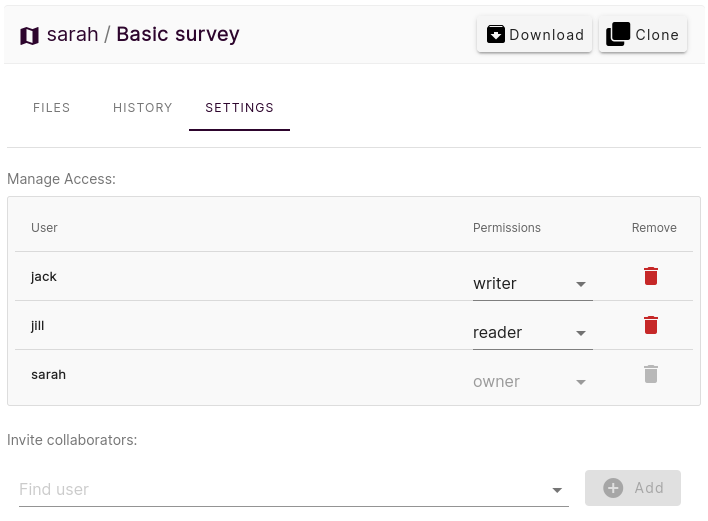 sarah / Basic survey Download Clone
FILES HISTORY SETTINGS
Manage Access:
User Permissions Remove
jack writer
jill reader
sarah owner
Invite collaborators:
Find user Add